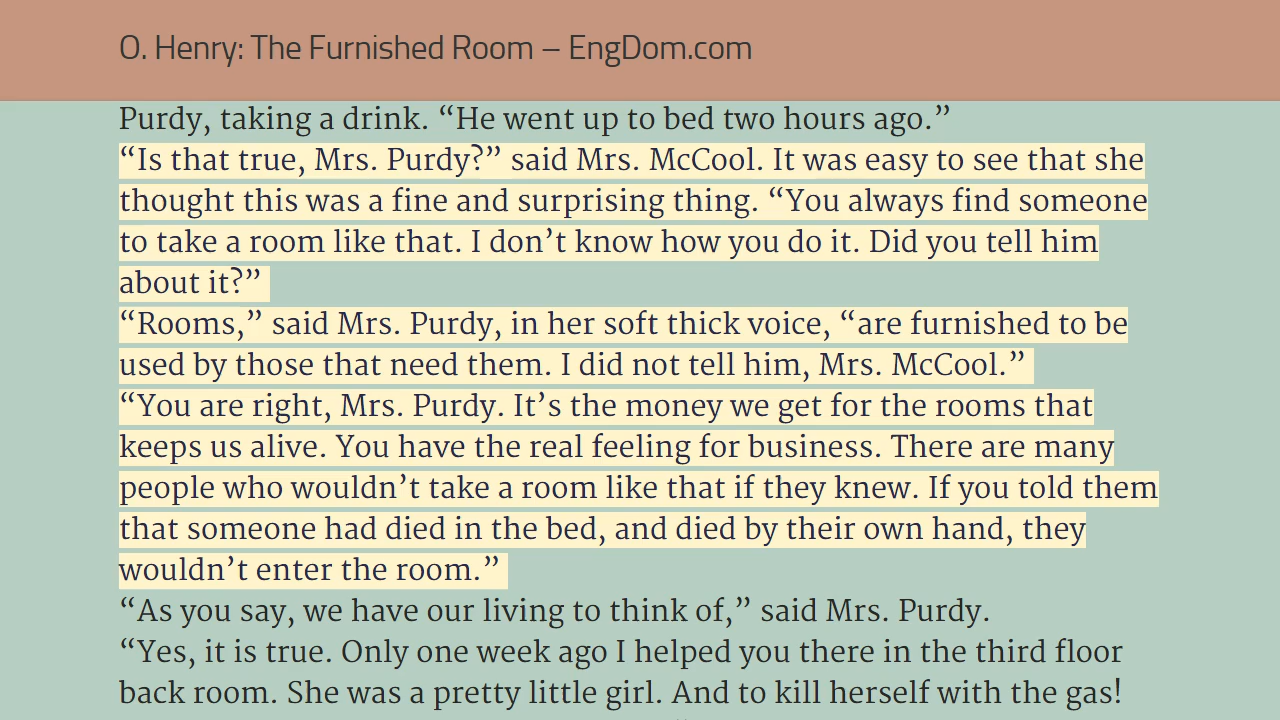 O. Henry: The Furnished Room – EngDom.com
Purdy, taking a drink. “He went up to bed two hours ago.”
“Is that true, Mrs. Purdy?” said Mrs. McCool. It was easy to see that she
thought this was a fine and surprising thing. “You always find someone
to take a room like that. I don’t know how you do it. Did you tell him
about it?”
“Rooms,” said Mrs. Purdy, in her soft thick voice, “are furnished to be
used by those that need them. I did not tell him, Mrs. McCool.”
“You are right, Mrs. Purdy. It’s the money we get for the rooms that
keeps us alive. You have the real feeling for business. There are many
people who wouldn’t take a room like that if they knew. If you told them
that someone had died in the bed, and died by their own hand, they
wouldn’t enter the room.”
“As you say, we have our living to think of,” said Mrs. Purdy.
“Yes, it is true. Only one week ago I helped you there in the third floor
back room. She was a pretty little girl. And to kill herself with the gas!